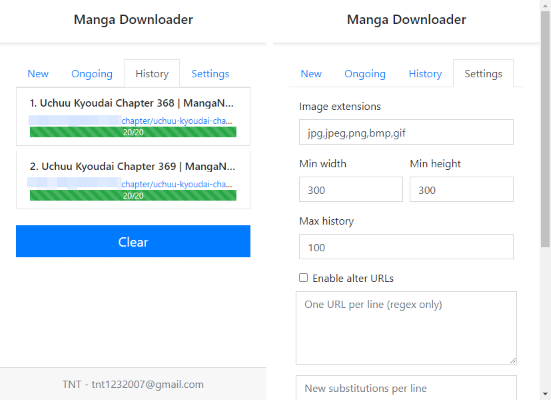 Manga Downloader
New Ongoing History Settings
1. Uchuu Kyoudai Chapter 368 | MangaN...
chapter/uchuu-kyoudai-cha...
20/20
2. Uchuu Kyoudai Chapter 369 | MangaN...
chapter/uchuu-kyoudai-cha...
20/20
Clear
TNT - tnt1232007@gmail.com
Manga Downloader
New Ongoing History Settings
Image extensions
jpg,jpeg,png,bmp,gif
Min width Min height
300 300
Max history
100
Enable alter URLs
One URL per line (regex only)
New substitutions per line